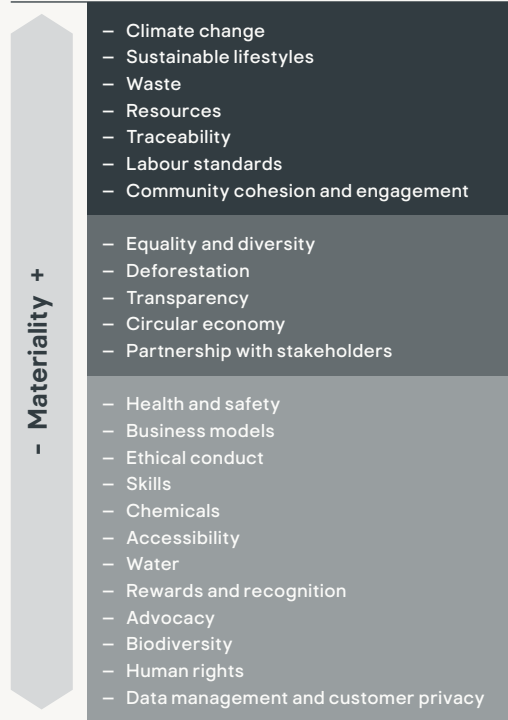 – Materiality +
– Climate change
– Sustainable lifestyles
– Waste
– Resources
– Traceability
– Labour standards
– Community cohesion and engagement
– Equality and diversity
– Deforestation
– Transparency
– Circular economy
– Partnership with stakeholders
– Health and safety
– Business models
– Ethical conduct
– Skills
– Chemicals
– Accessibility
– Water
– Rewards and recognition
– Advocacy
– Biodiversity
– Human rights
– Data management and customer privacy